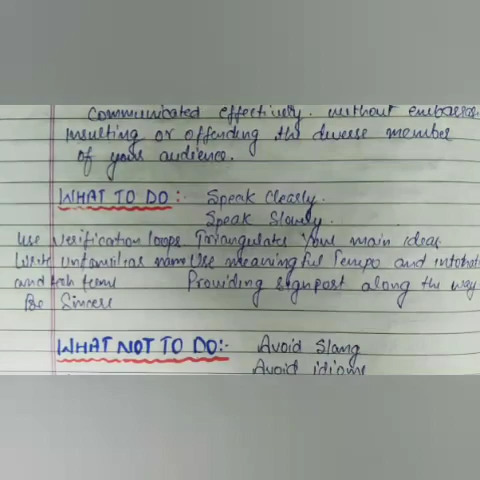 Communicated effectively. without embarras
insulting or offending the diverse member
of your audience.
WHAT TO DO:- Speak Clearly.
Speak Slowly.
Use Verification loops Triangulate Your main ideas
Write unfamiliar name Use meaningful Tempo and
and tech terms Providing signpost along the way
Be Sincere
WHAT NOT TO DO:- Avoid Slang
Avoid idioms